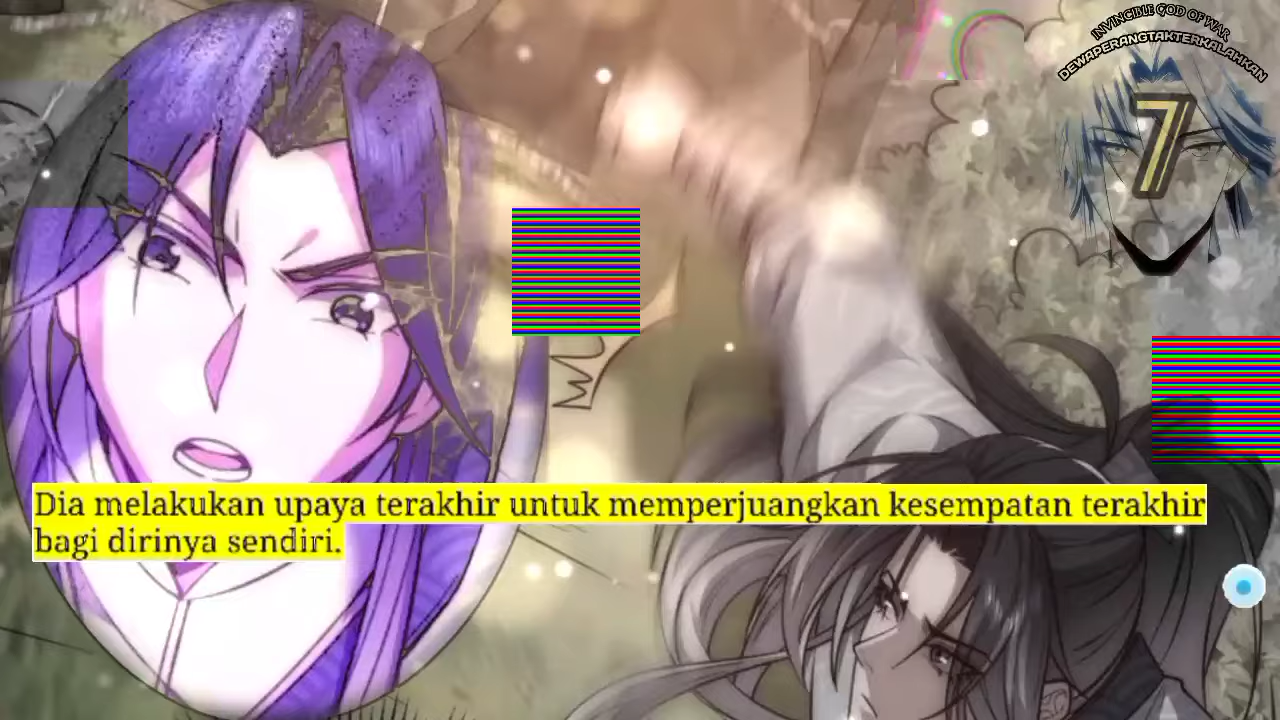 INVINCIBLE GOD OF WAR
DEWAPERANGTAKTERKALAHKAN
7
Dia melakukan upaya terakhir untuk memperjuangkan kesempatan terakhir
bagi dirinya sendiri.